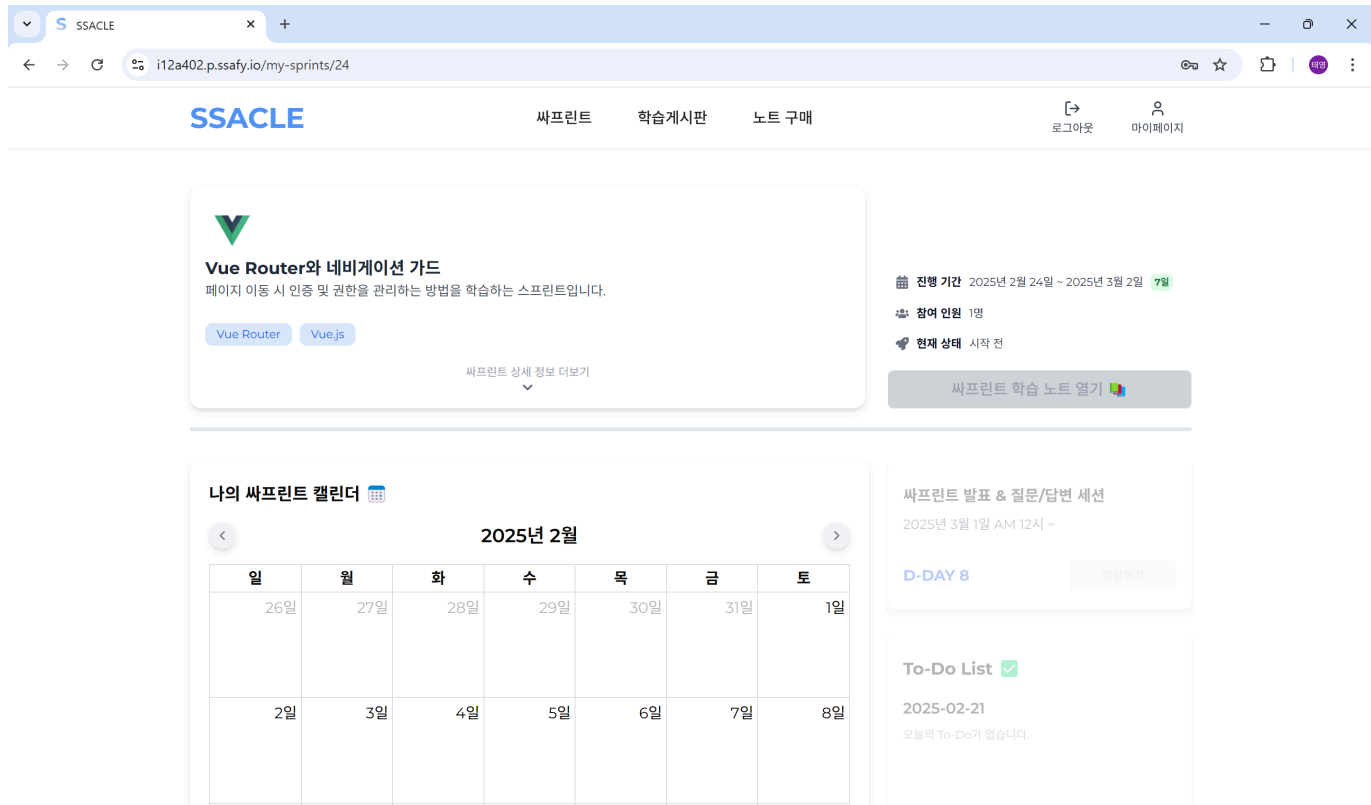 S SSACLE
i12a402.p.ssafy.io/my-sprints/24
태영
SSACLE
싸프린트 학습게시판 노트 구매
로그아웃 마이페이지
Vue Router와 네비게이션 가드
페이지 이동 시 인증 및 권한을 관리하는 방법을 학습하는 스프린트입니다.
Vue Router Vue.js
싸프린트 상세 정보 더보기
진행 기간 2025년 2월 24일 ~ 2025년 3월 2일 7일
참여 인원 1명
현재 상태 시작 전
싸프린트 학습 노트 열기
나의 싸프린트 캘린더
2025년 2월
일 월 화 수 목 금 토
26일 27일 28일 29일 30일 31일 1일
2일 3일 4일 5일 6일 7일 8일
싸프린트 발표 & 질문/답변 세션
2025년 3월 1일 AM 12시 ~
D-DAY 8 입장하기
To-Do List
2025-02-21
오늘의 To-Do가 없습니다.